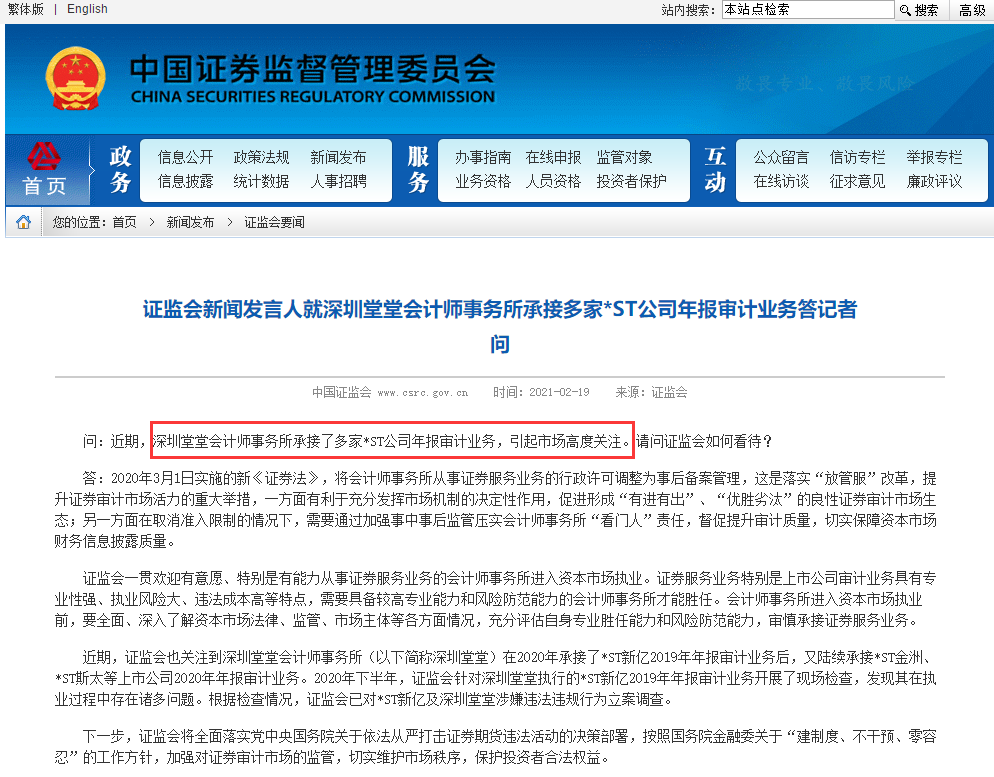 繁体版 | English 站内搜索： 本站点检索 搜索 高级
中国证券监督管理委员会
CHINA SECURITIES REGULATORY COMMISSION
敬畏专业、敬畏风险
首页
政务
信息公开 政策法规 新闻发布
信息披露 统计数据 人事招聘
服务
办事指南 在线申报 监管对象
业务资格 人员资格 投资者保护
互动
公众留言 信访专栏 举报专栏
在线访谈 征求意见 廉政评议
您的位置：首页 > 新闻发布 > 证监会要闻
证监会新闻发言人就深圳堂堂会计师事务所承接多家*ST公司年报审计业务答记者
问
中国证监会 www.csrc.gov.cn 时间：2021-02-19 来源：证监会
问：近期，深圳堂堂会计师事务所承接了多家*ST公司年报审计业务，引起市场高度关注。请问证监会如何看待？
答：2020年3月1日实施的新《证券法》，将会计师事务所从事证券服务业务的行政许可调整为事后备案管理，这是落实“放管服”改革，提
升证券审计市场活力的重大举措，一方面有利于充分发挥市场机制的决定性作用，促进形成“有进有出”、“优胜劣汰”的良性证券审计市场生
态；另一方面在取消准入限制的情况下，需要通过加强事中事后监管压实会计师事务所“看门人”责任，督促提升审计质量，切实保障资本市场
财务信息披露质量。
证监会一贯欢迎有意愿、特别是有能力从事证券服务业务的会计师事务所进入资本市场执业。证券服务业务特别是上市公司审计业务具有专
业性强、执业风险大、违法成本高等特点，需要具备较高专业能力和风险防范能力的会计师事务所才能胜任。会计师事务所进入资本市场执业
前，要全面、深入了解资本市场法律、监管、市场主体等各方面情况，充分评估自身专业胜任能力和风险防范能力，审慎承接证券服务业务。
近期，证监会也关注到深圳堂堂会计师事务所（以下简称深圳堂堂）在2020年承接了*ST新亿2019年年报审计业务后，又陆续承接*ST金洲、
*ST斯太等上市公司2020年年报审计业务。2020年下半年，证监会针对深圳堂堂执行的*ST新亿2019年年报审计业务开展了现场检查，发现其在执
业过程中存在诸多问题。根据检查情况，证监会已对*ST新亿及深圳堂堂涉嫌违法违规行为立案调查。
下一步，证监会将全面落实党中央国务院关于依法从严打击证券期货违法活动的决策部署，按照国务院金融委关于“建制度、不干预、零容
忍”的工作方针，加强对证券审计市场的监管，切实维护市场秩序，保护投资者合法权益。